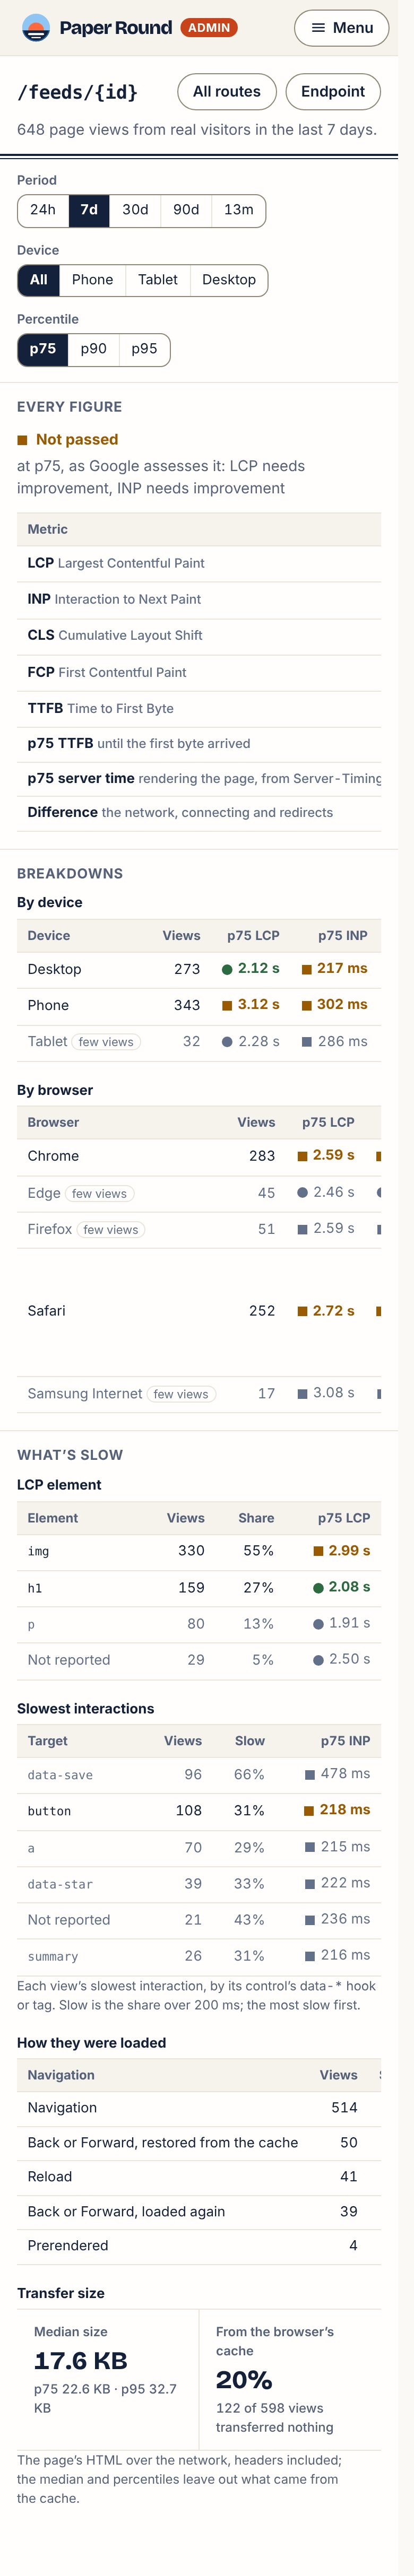 Paper Round ADMIN Menu
/feeds/{id} All routes Endpoint
648 page views from real visitors in the last 7 days.
Period
24h 7d 30d 90d 13m
Device
All Phone Tablet Desktop
Percentile
p75 p90 p95
EVERY FIGURE
Not passed
at p75, as Google assesses it: LCP needs
improvement, INP needs improvement
Metric
LCP Largest Contentful Paint
INP Interaction to Next Paint
CLS Cumulative Layout Shift
FCP First Contentful Paint
TTFB Time to First Byte
p75 TTFB until the first byte arrived
p75 server time rendering the page, from Server-Timing
Difference the network, connecting and redirects
BREAKDOWNS
By device
Device Views p75 LCP p75 INP
Desktop 273 2.12 s 217 ms
Phone 343 3.12 s 302 ms
Tablet few views 32 2.28 s 286 ms
By browser
Browser Views p75 LCP
Chrome 283 2.59 s
Edge few views 45 2.46 s
Firefox few views 51 2.59 s
Safari 252 2.72 s
Samsung Internet few views 17 3.08 s
WHAT'S SLOW
LCP element
Element Views Share p75 LCP
img 330 55% 2.99 s
h1 159 27% 2.08 s
p 80 13% 1.91 s
Not reported 29 5% 2.50 s
Slowest interactions
Target Views Slow p75 INP
data-save 96 66% 478 ms
button 108 31% 218 ms
a 70 29% 215 ms
data-star 39 33% 222 ms
Not reported 21 43% 236 ms
summary 26 31% 216 ms
Each view's slowest interaction, by its control's data-* hook
or tag. Slow is the share over 200 ms; the most slow first.
How they were loaded
Navigation Views
Navigation 514
Back or Forward, restored from the cache 50
Reload 41
Back or Forward, loaded again 39
Prerendered 4
Transfer size
Median size
17.6 KB
p75 22.6 KB · p95 32.7
KB
From the browser's
cache
20%
122 of 598 views
transferred nothing
The page's HTML over the network, headers included;
the median and percentiles leave out what came from
the cache.